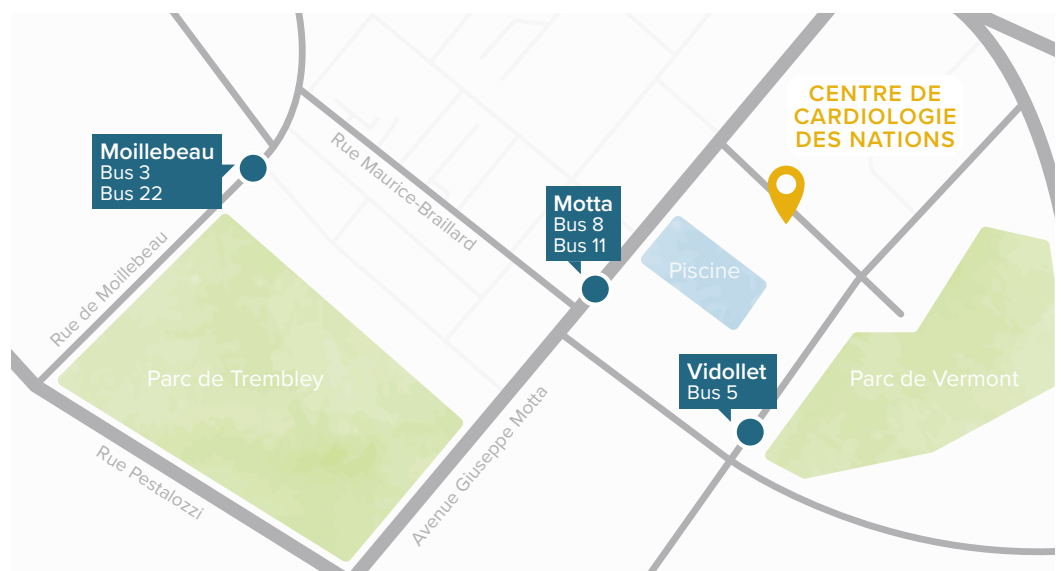 CENTRE DE
CARDIOLOGIE
DES NATIONS
Moillebeau
Bus 3
Bus 22
Rue Maurice-Braillard
Motta
Bus 8
Bus 11
Piscine
Rue de Moillebeau
Vidollet
Bus 5
Parc de Trembley
Parc de Vermont
Avenue Giuseppe Motta
Rue Pestalozzi